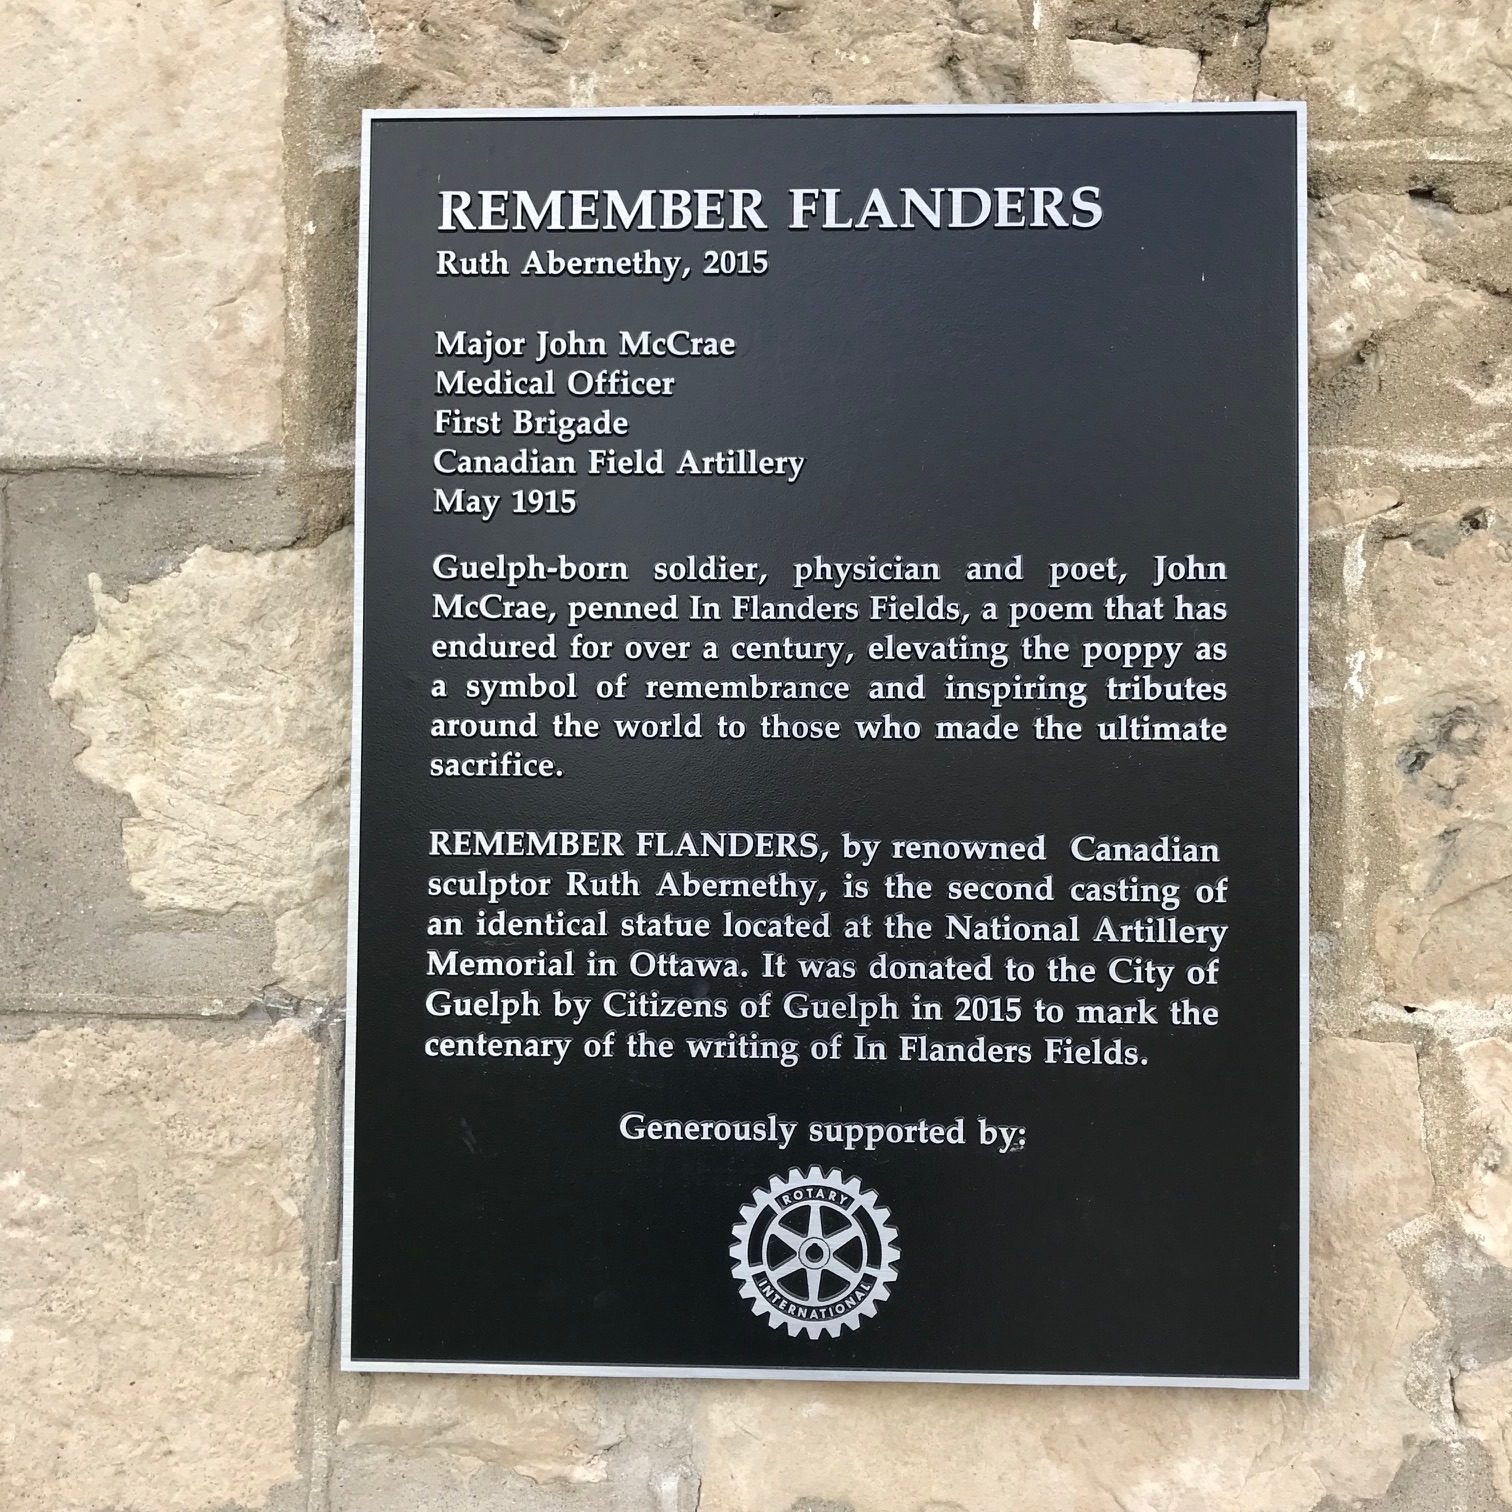 REMEMBER FLANDERS
Ruth Abernethy, 2015
Major John McCrae
Medical Officer
First Brigade
Canadian Field Artillery
May 1915
Guelph-born soldier, physician and poet, John
McCrae, penned In Flanders Fields, a poem that has
endured for over a century, elevating the poppy as
a symbol of remembrance and inspiring tributes
around the world to those who made the ultimate
sacrifice.
REMEMBER FLANDERS, by renowned Canadian
sculptor Ruth Abernethy, is the second casting of
an identical statue located at the National Artillery
Memorial in Ottawa. It was donated to the City of
Guelph by Citizens of Guelph in 2015 to mark the
centenary of the writing of In Flanders Fields.
Generously supported by:
ROTARY
INTERNATIONAL